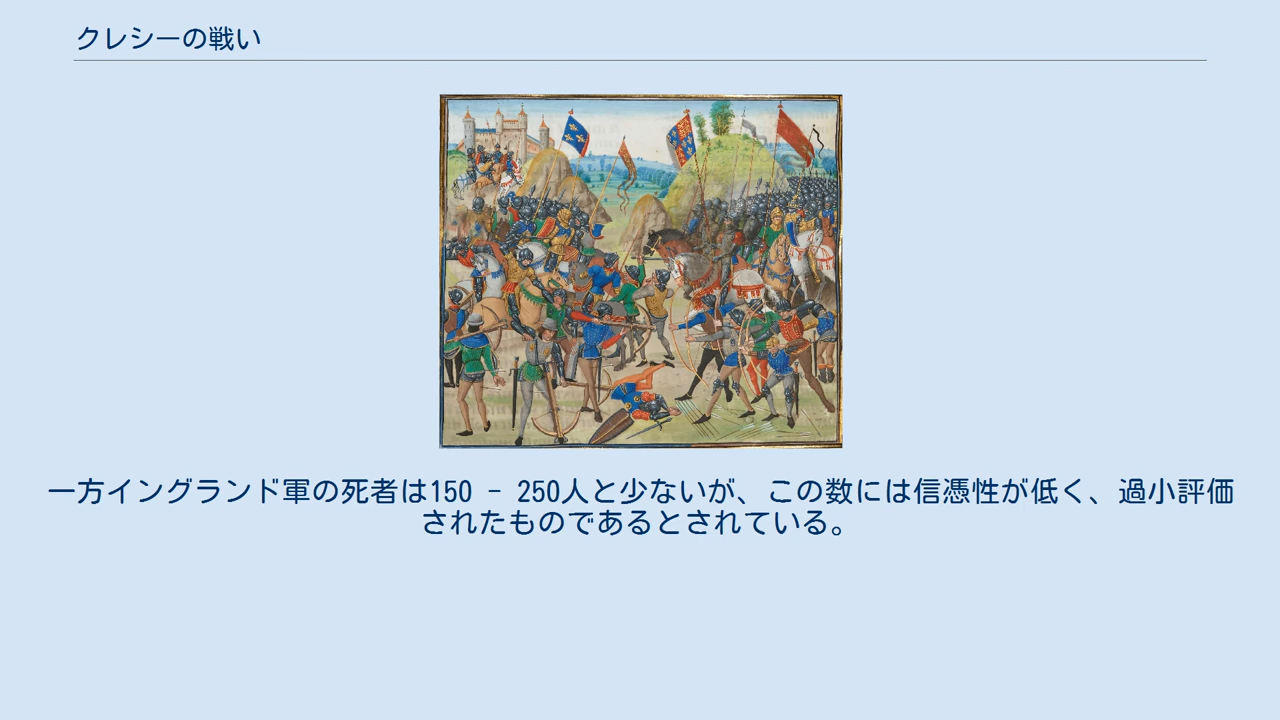 クレシーの戦い
一方イングランド軍の死者は150 - 250人と少ないが、この数には信憑性が低く、過小評価
されたものであるとされている。